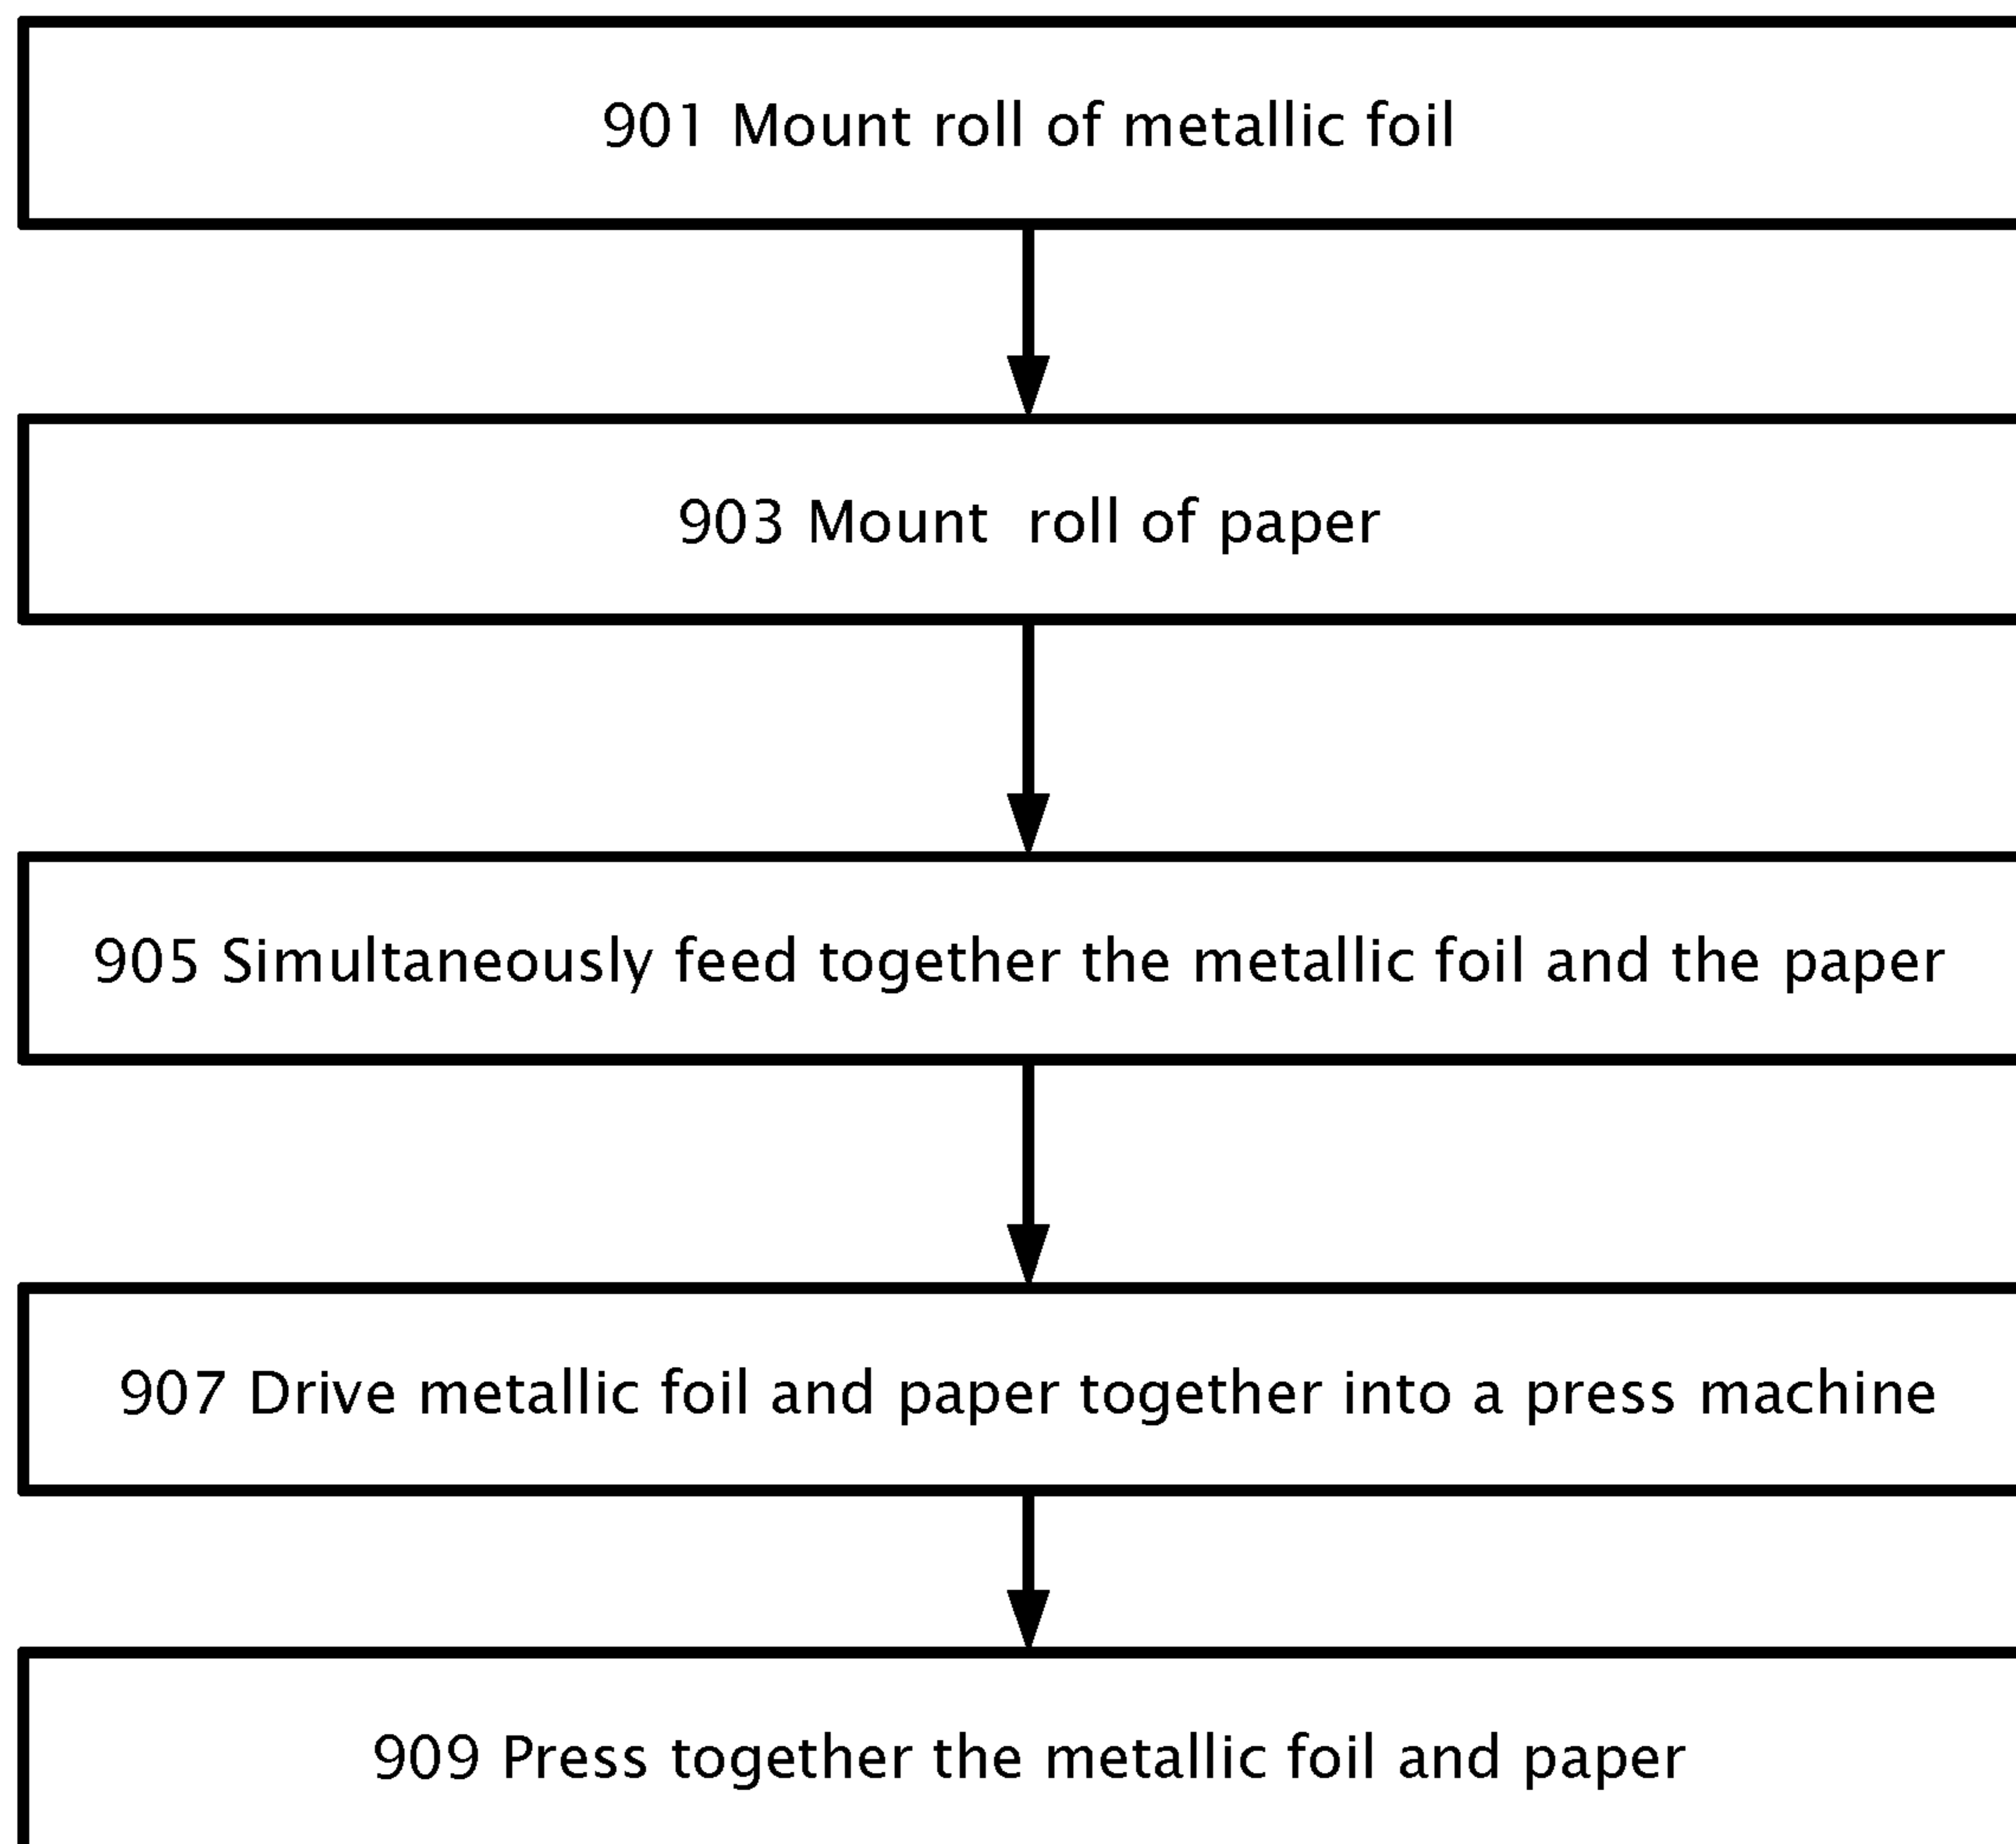 901 Mount roll of metallic foil
903 Mount  roll of paper
905 Simultaneously feed together the metallic foil and the paper
907 Drive metallic foil and paper together into a press machine
909 Press together the metallic foil and paper